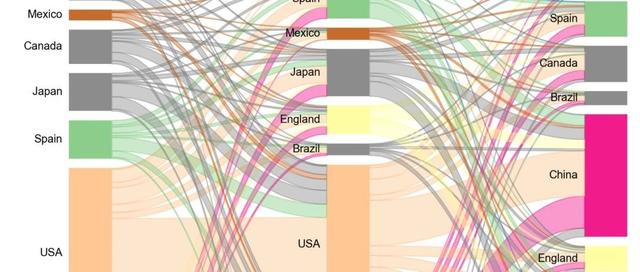 Mexico
Canada
Japan
Spain
USA
Spain
Mexico
Japan
England
Brazil
USA
Spain
Canada
Brazil
China
England